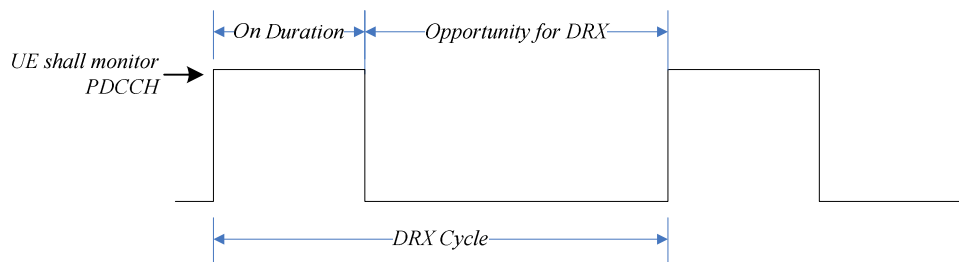 On Duration
Opportunity for DRX
UE shall monitor
PDCCH
DRX Cycle